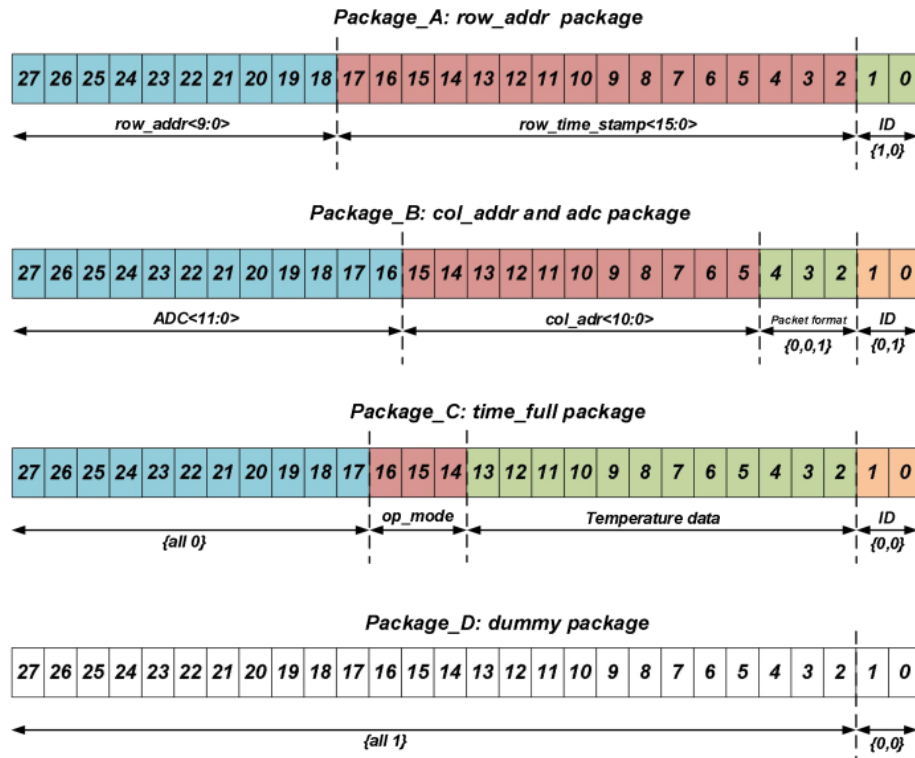 Package_A: row_addr package
27 26 25 24 23 22 21 20 19 18 17 16 15 14 13 12 11 10 9 8 7 6 5 4 3 2 1 0
row_addr<9:0> row_time_stamp<15:0> ID
{1,0}
Package_B: col_addr and adc package
27 26 25 24 23 22 21 20 19 18 17 16 15 14 13 12 11 10 9 8 7 6 5 4 3 2 1 0
ADC<11:0> col_adr<10:0> Packet format ID
{0,0,1} {0,1}
Package_C: time_full package
27 26 25 24 23 22 21 20 19 18 17 16 15 14 13 12 11 10 9 8 7 6 5 4 3 2 1 0
op_mode Temperature data ID
{all 0} {0,0}
Package_D: dummy package
27 26 25 24 23 22 21 20 19 18 17 16 15 14 13 12 11 10 9 8 7 6 5 4 3 2 1 0
{all 1} {0,0}